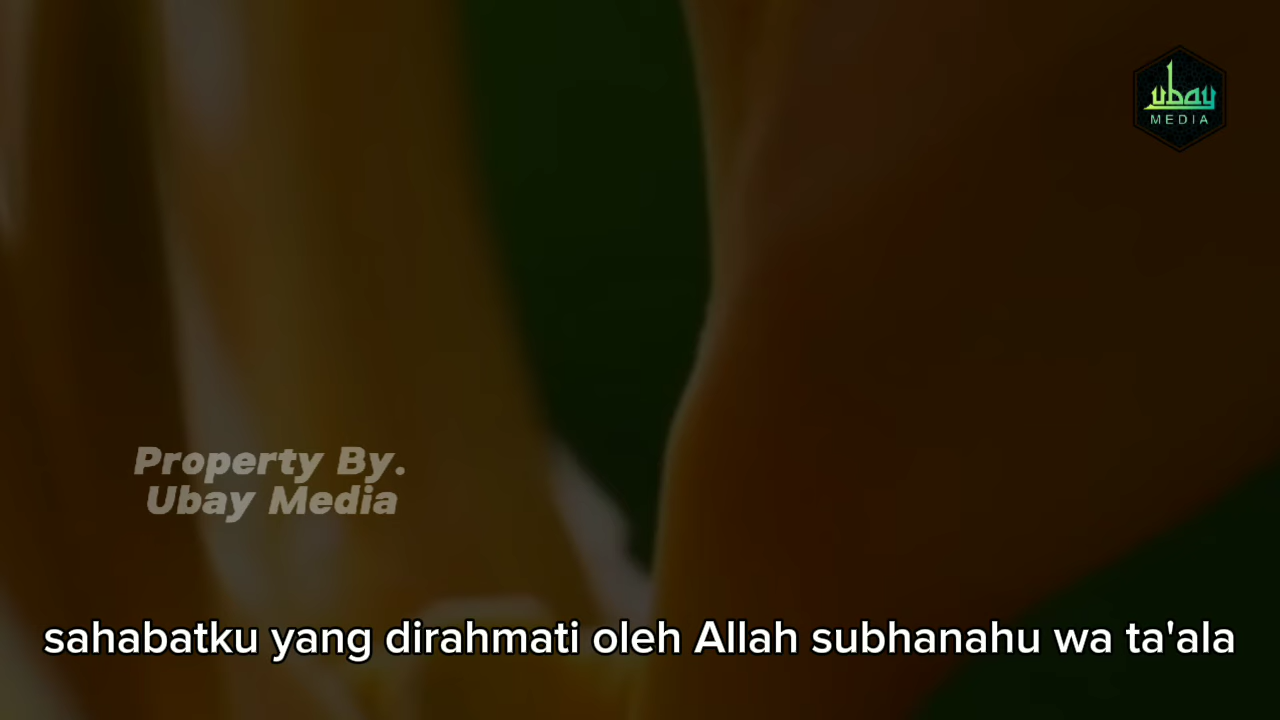 ubay
MEDIA
Property By.
Ubay Media
sahabatku yang dirahmati oleh Allah subhanahu wa ta'ala